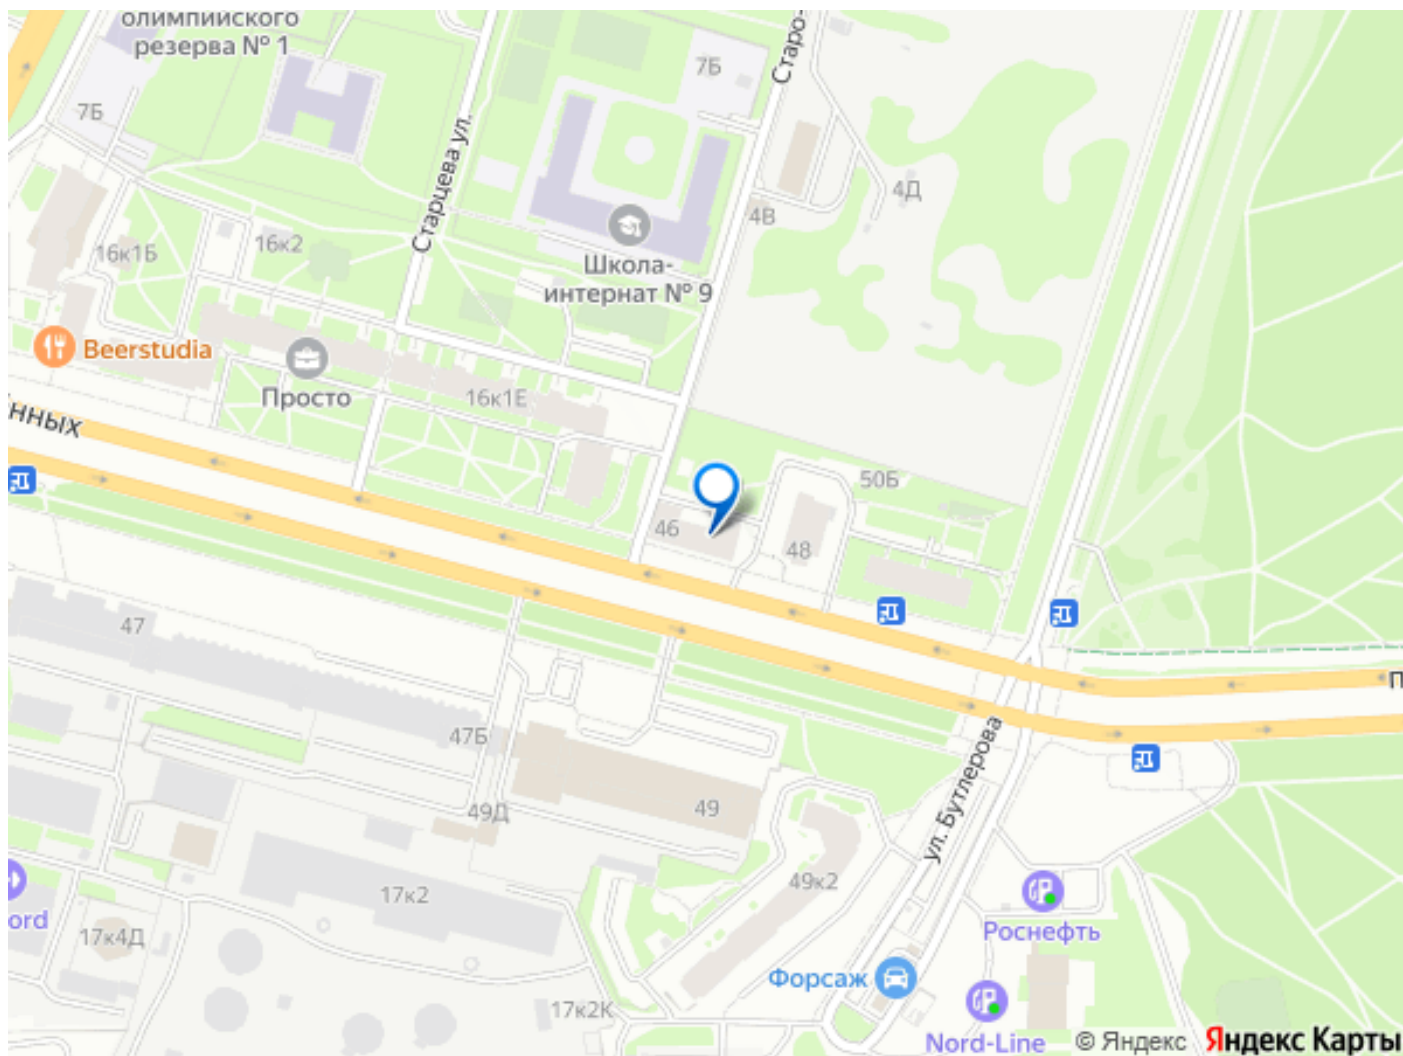 олимпийского
резерва № 1
7Б
7Б
Старо-
Старцева ул.
4Д
4В
16к2
16к1Б
Школа-
интернат № 9
Beerstudia
Просто
16к1Е
нных
50Б
46
48
47
47Б
49Д
49
ул. Бутлерова
49к2
17к2
ord
17к4Д
Роснефть
Форсаж
17к2К
Nord-Line
© Яндекс Яндекс Карты